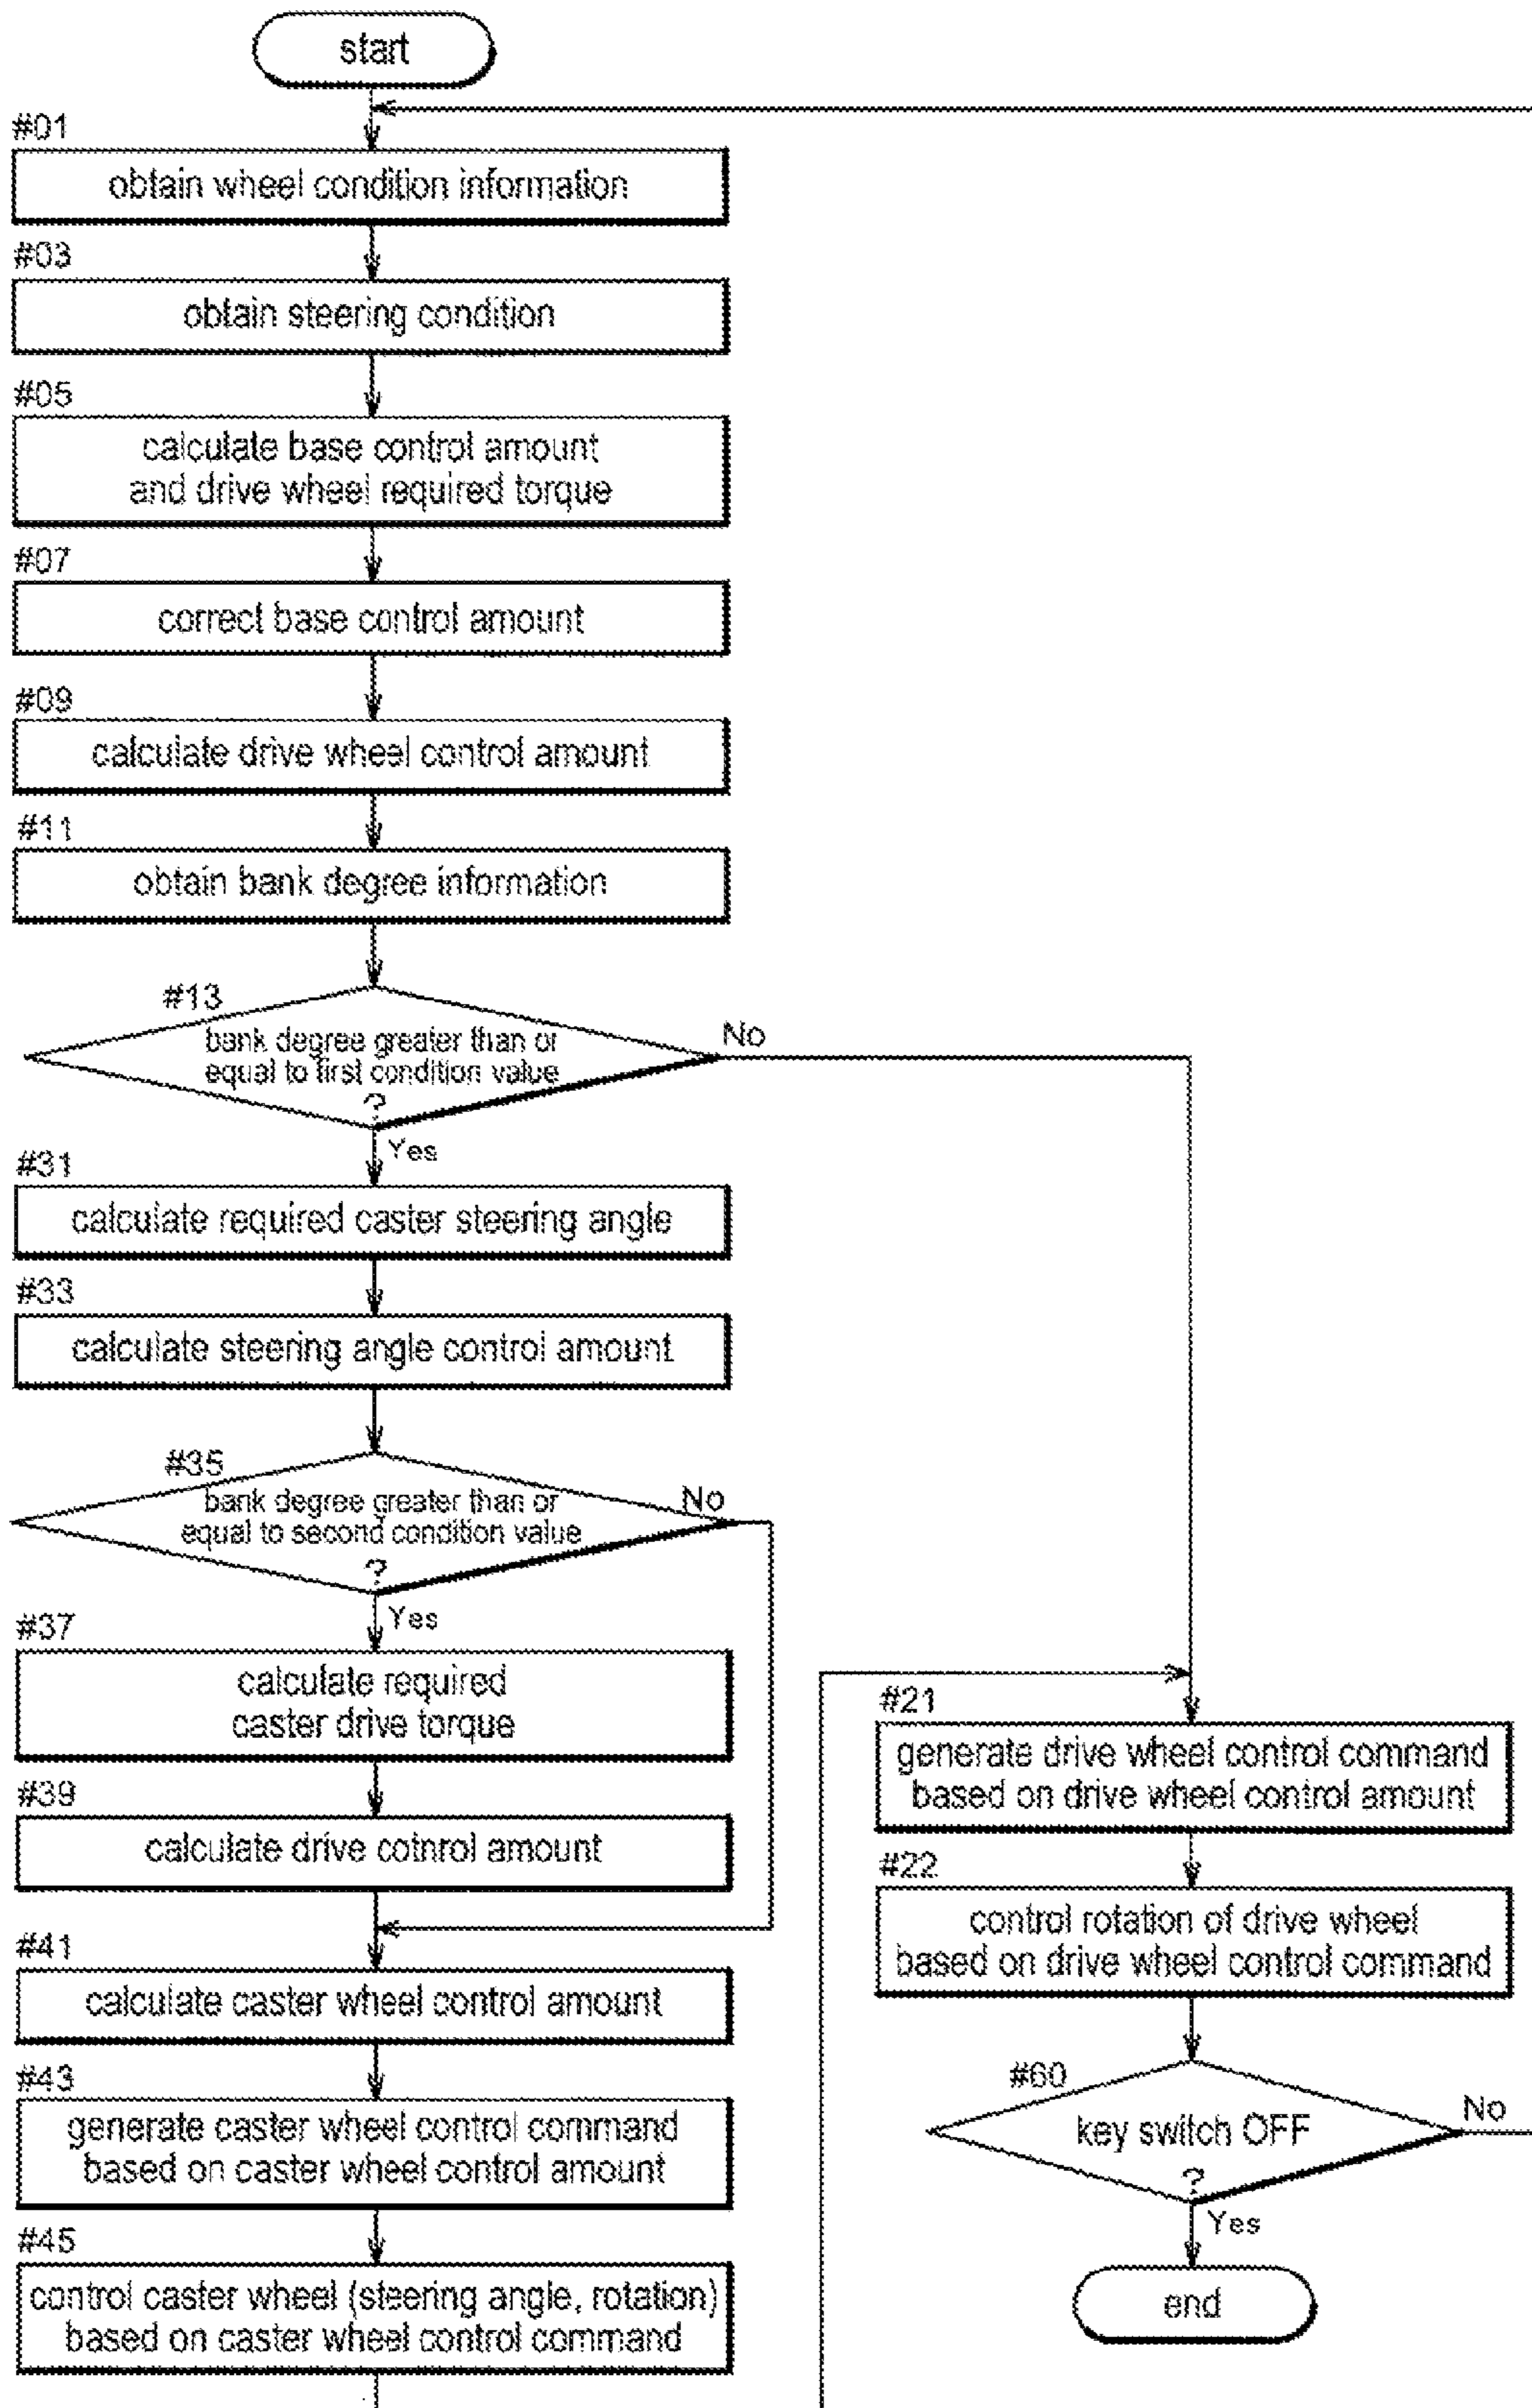 start
#01
obtain wheel condition information
#03
obtain steering condition
#05
calculate base control amount
and drive wheel required torque
#07
correct base control amount
#09
calculate drive wheel control amount
#11
obtain bank degree information
#13
bank degree greater than or
equal to first condition value
?
No
Yes
#31
calculate required caster steering angle
#33
calculate steering angle control amount
#35
bank degree greater than or
equal to second condition value
?
No
Yes
#37
calculate required
caster drive torque
#39
calculate drive cotnrol amount
#41
calculate caster wheel control amount
#43
generate caster wheel control command
based on caster wheel control amount
#45
control caster wheel (steering angle, rotation)
based on caster wheel control command
#21
generate drive wheel control command
based on drive wheel control amount
#22
control rotation of drive wheel
based on drive wheel control command
#60
key switch OFF
?
No
Yes
end